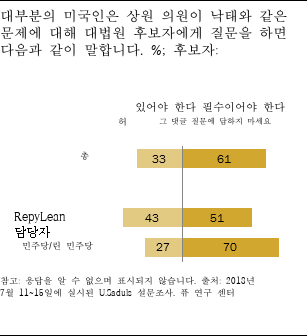 대부분의 미국인은 상원 의원이 낙태와 같은
문제에 대해 대법원 후보자에게 질문을 하면
다음과 같이 말합니다. %; 후보자:
있어야 한다 필수이어야 한다
허 그 댓글 질문에 답하지 마세요
총 33 61
RepyLean 43 51
담당자
민주당/린 민주당 27 70
참고: 응답을 알 수 없으며 표시되지 않습니다. 출처: 2018년
7월 11~15일에 실시된 U.Sadults 설문조사. 퓨 연구 센터